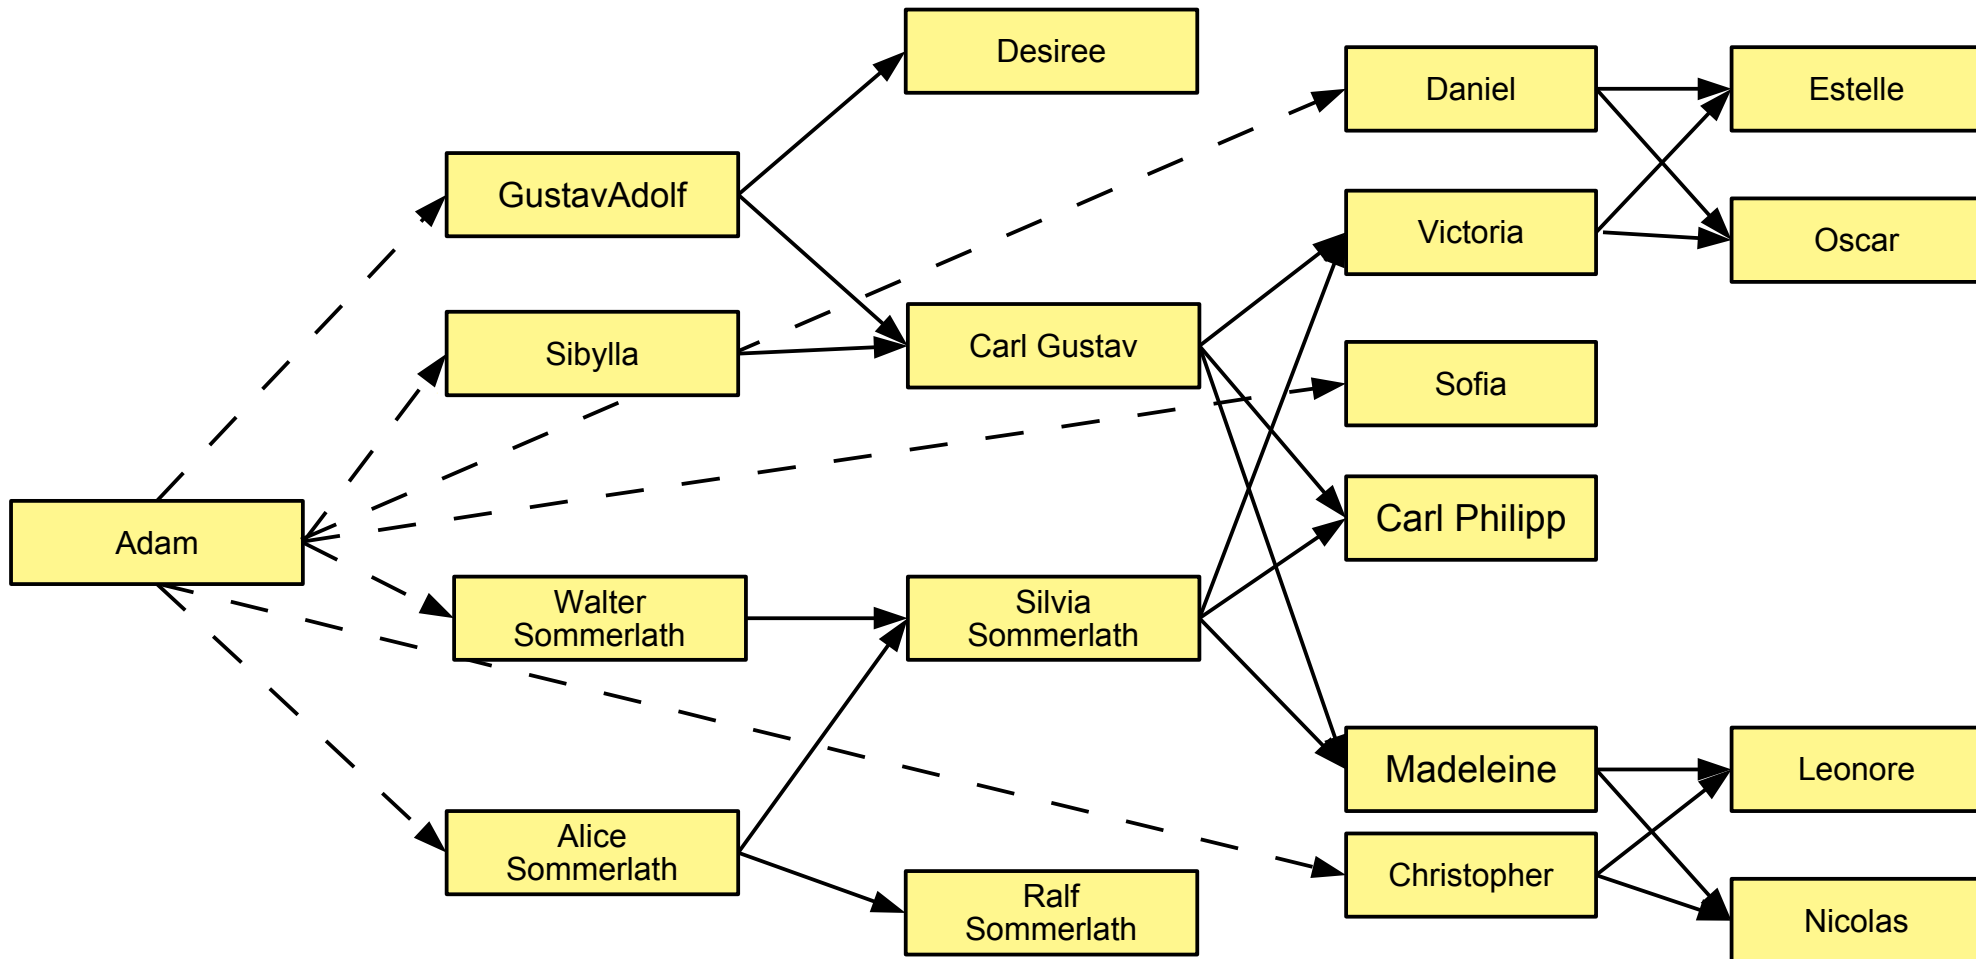 Desiree
Daniel
Estelle
GustavAdolf
Victoria
Oscar
Sibylla
Carl Gustav
Sofia
Carl Philipp
Adam
Walter
Sommerlath
Silvia
Sommerlath
Madeleine
Leonore
Alice
Sommerlath
Christopher
Ralf
Sommerlath
Nicolas